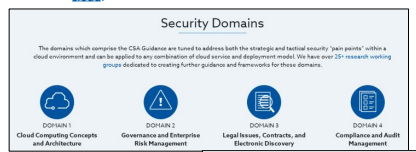 Security Domains
The domains which comprise the CSA Guidance are tuned to address both the strategic and tactical security "pain points" within a
cloud environment and can be applied to any combination of cloud service and deployment model. We have over 25+ research working
groups dedicated to creating further guidance and frameworks for these domains.
DOMAIN 1
Cloud Computing Concepts
and Architecture
DOMAIN 2
Governance and Enterprise
Risk Management
DOMAIN 3
Legal Issues, Contracts, and
Electronic Discovery
DOMAIN 4
Compliance and Audit
Management